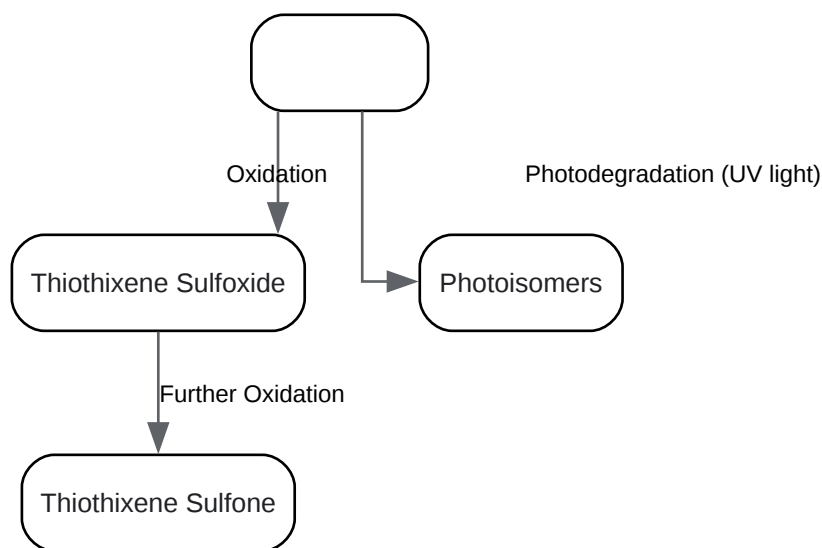 Oxidation
Photodegradation (UV light)
Thiothixene Sulfoxide
Photoisomers
Further Oxidation
Thiothixene Sulfone